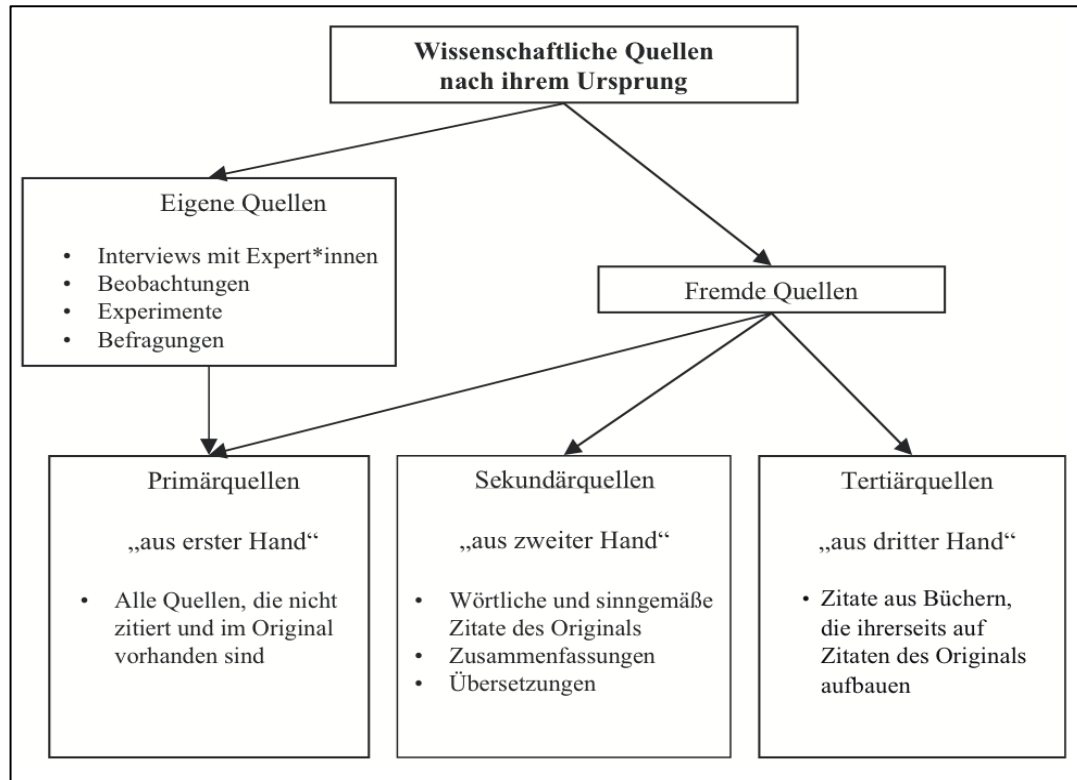 Wissenschaftliche Quellen
nach ihrem Ursprung
Eigene Quellen
• Interviews mit Expert*innen
• Beobachtungen
• Experimente
• Befragungen
Fremde Quellen
Primärquellen
„aus erster Hand“
• Alle Quellen, die nicht
zitiert und im Original
vorhanden sind
Sekundärquellen
„aus zweiter Hand“
• Wörtliche und sinngemäße
Zitate des Originals
• Zusammenfassungen
• Übersetzungen
Tertiärquellen
„aus dritter Hand“
• Zitate aus Büchern,
die ihrerseits auf
Zitaten des Originals
aufbauen